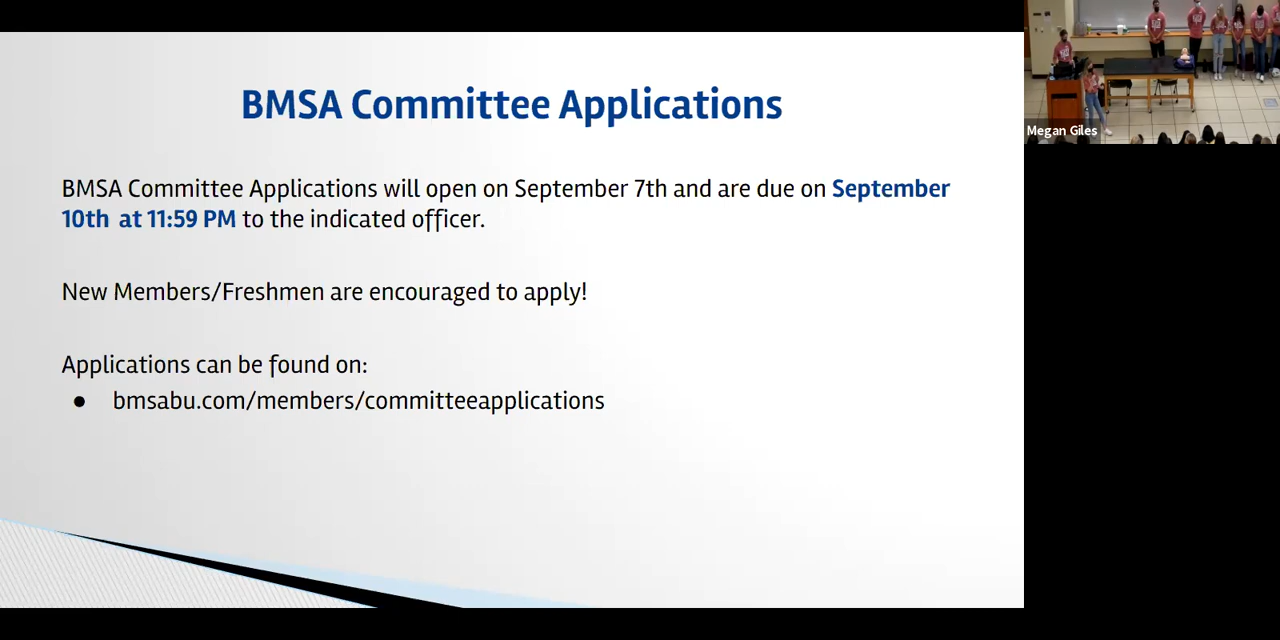 BMSA Committee Applications
BMSA Committee Applications will open on September 7th and are due on September
10th at 11:59 PM to the indicated officer.
New Members/Freshmen are encouraged to apply!
Applications can be found on:
● bmsabu.com/members/committeeapplications
Megan Giles